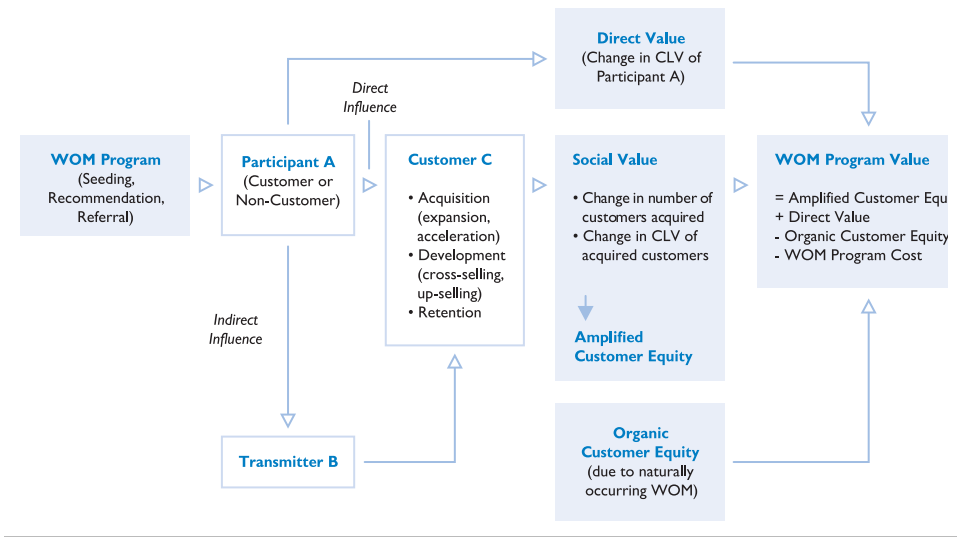 Direct Value
(Change in CLV of
Participant A)
Direct
Influence
WOM Program
(Seeding,
Recommendation,
Referral)
Participant A
(Customer or
Non-Customer)
Customer C
• Acquisition
(expansion,
acceleration)
• Development
(cross-selling,
up-selling)
• Retention
Social Value
• Change in number of
customers acquired
• Change in CLV of
acquired customers
Amplified
Customer Equity
WOM Program Value
= Amplified Customer Equ
+ Direct Value
- Organic Customer Equity
- WOM Program Cost
Indirect
Influence
Transmitter B
Organic
Customer Equity
(due to naturally
occurring WOM)